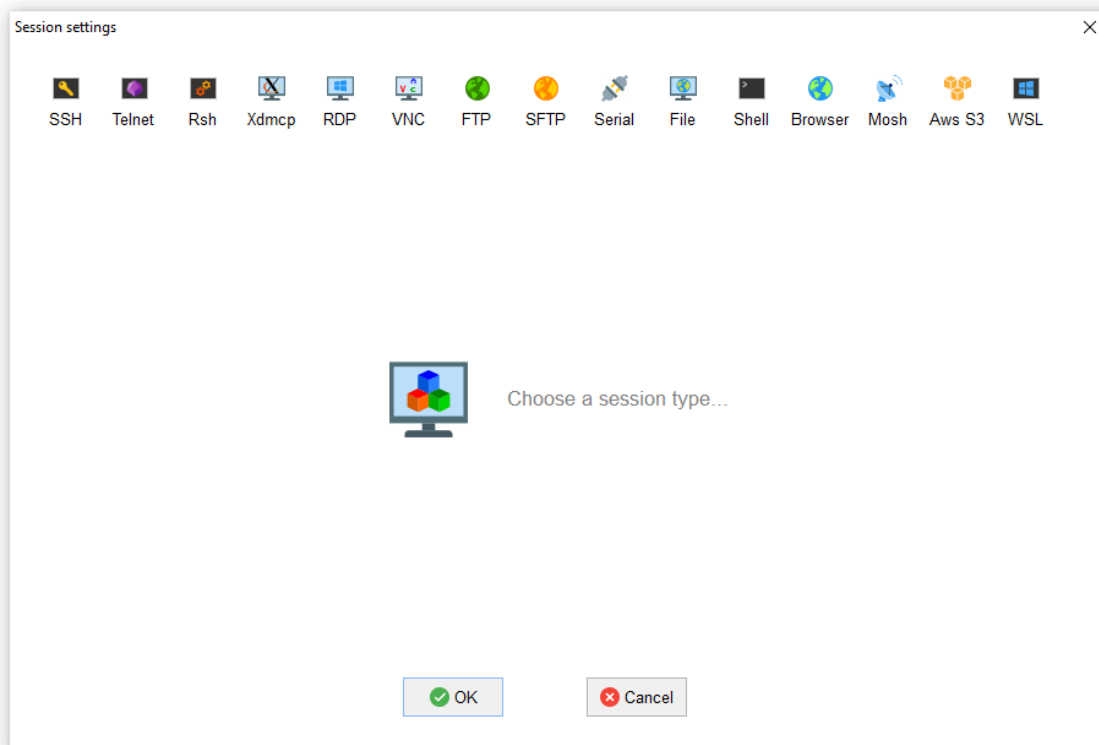 Session settings
SSH Telnet Rsh Xdmcp RDP VNC FTP SFTP Serial File Shell Browser Mosh Aws S3 WSL
Choose a session type...
OK Cancel